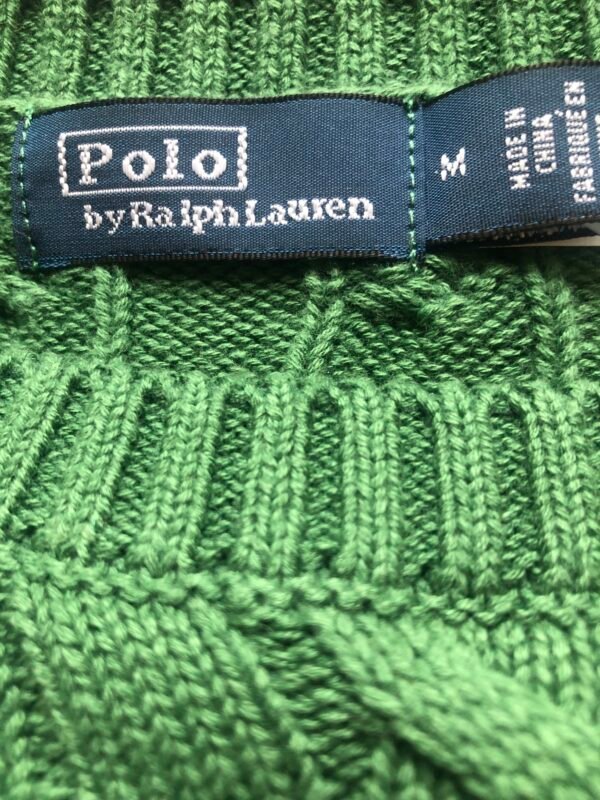 Polo
by Ralph Lauren
M
MADE IN
CHINA
FABRIQUÉ EN